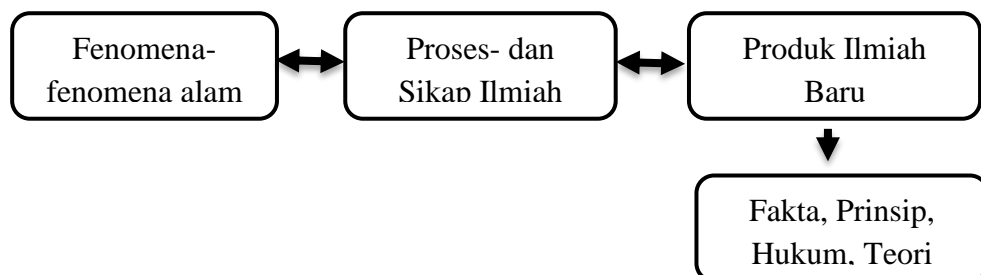 Fenomena-
fenomena alam
Proses- dan
Sikap Ilmiah
Produk Ilmiah
Baru
Fakta, Prinsip,
Hukum, Teori